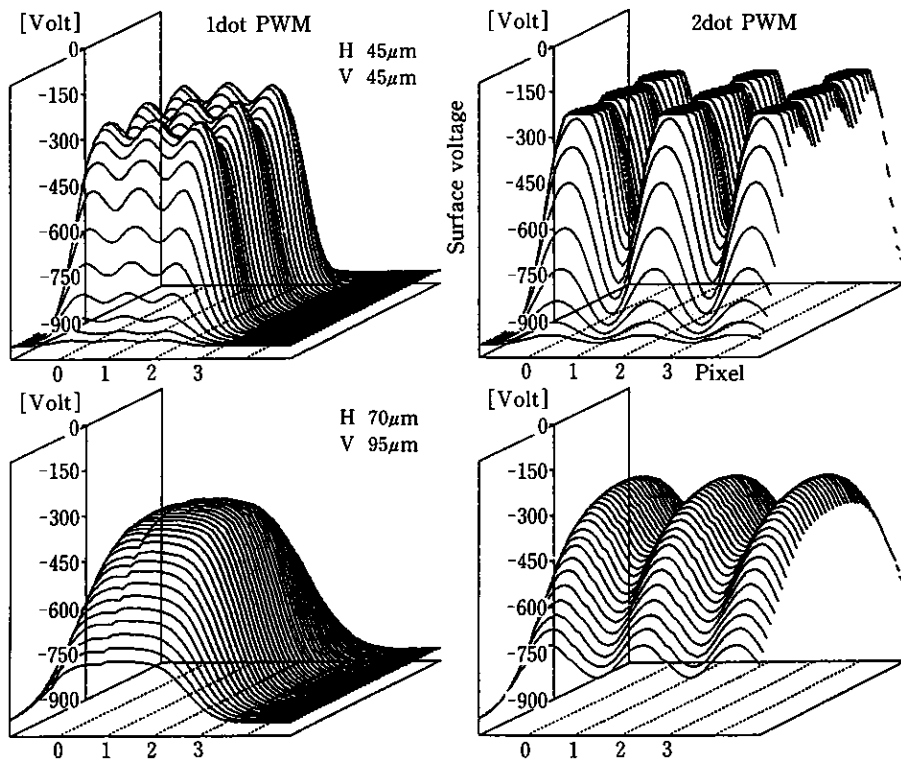 [Volt]
1dot PWM
H 45μm
V 45μm
0
-150
-300
-450
-600
-750
-900
0 1 2 3
[Volt]
2dot PWM
Surface voltage
0
-150
-300
-450
-600
-750
-900
0 1 2 3 Pixel
[Volt]
H 70μm
V 95μm
0
-150
-300
-450
-600
-750
-900
0 1 2 3
[Volt]
0
-150
-300
-450
-600
-750
-900
0 1 2 3